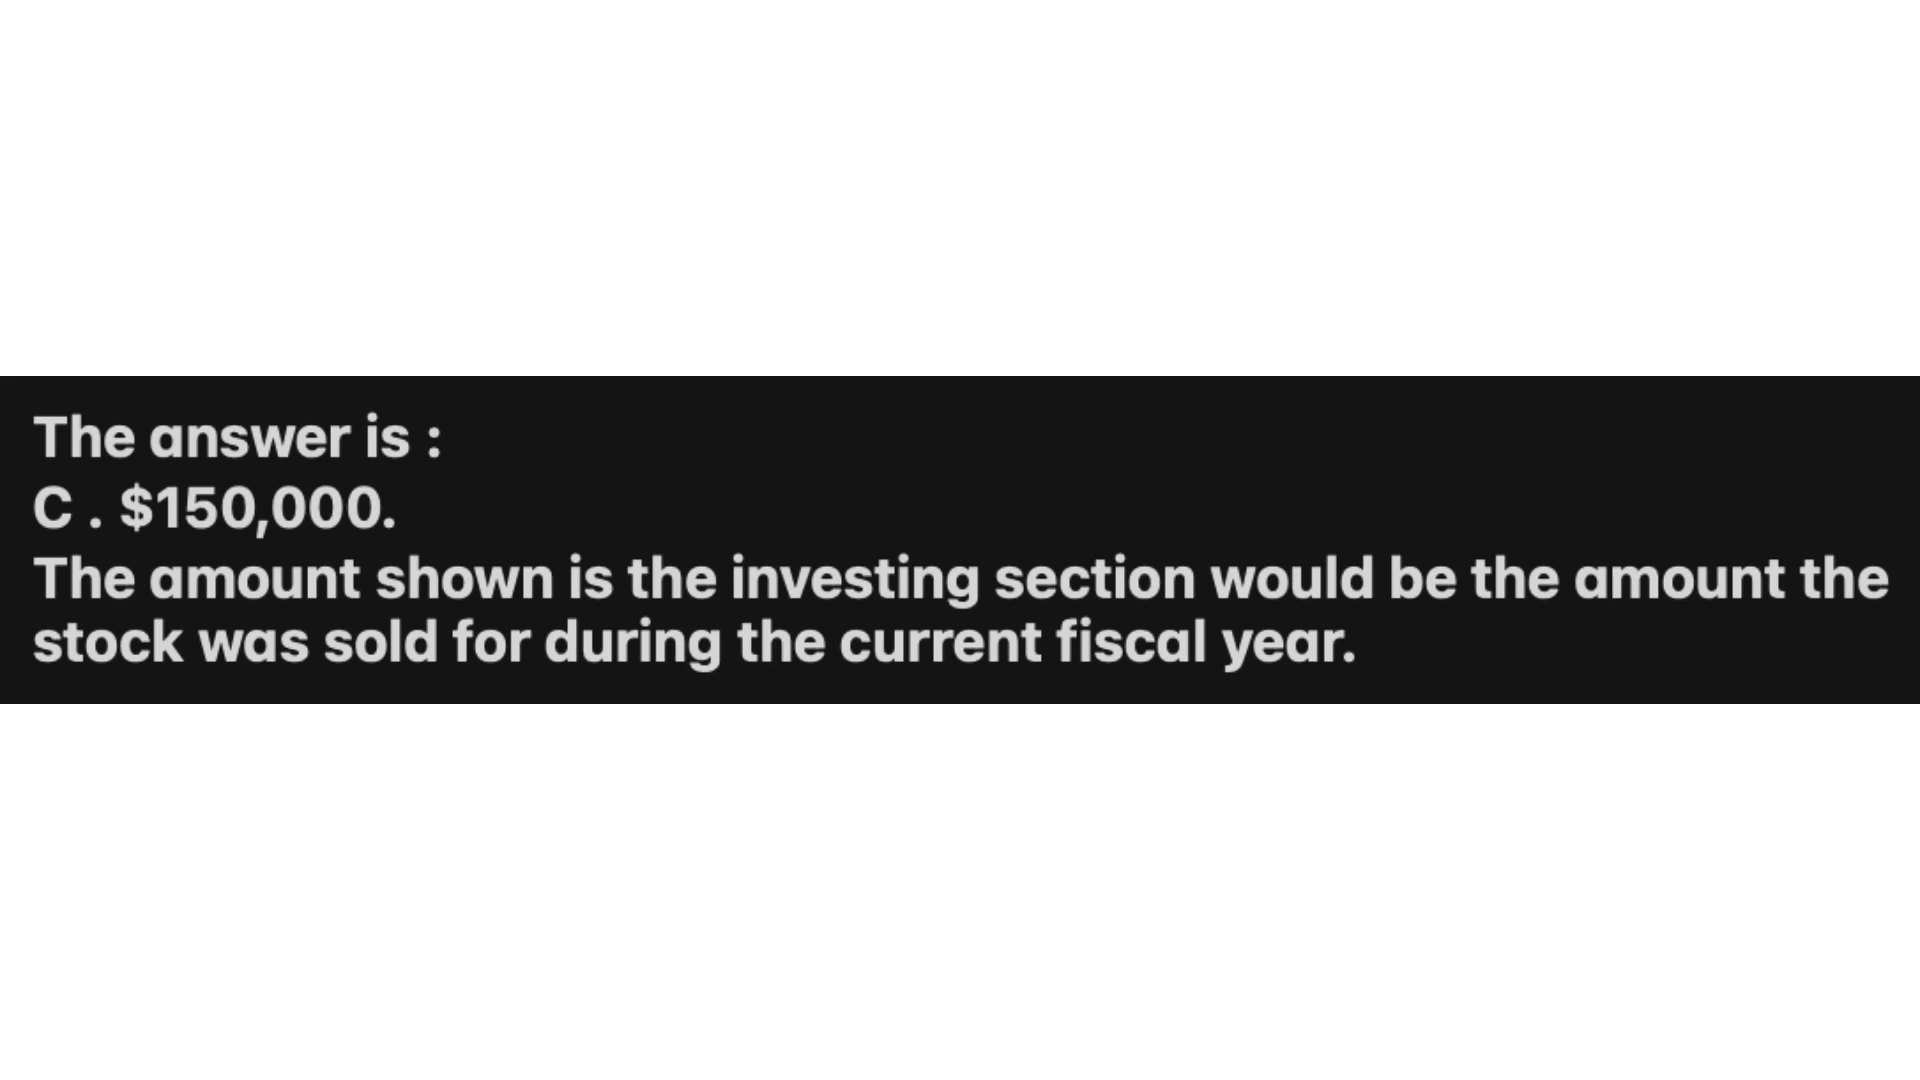 The answer is :
C . $150,000.
The amount shown is the investing section would be the amount the
stock was sold for during the current fiscal year.